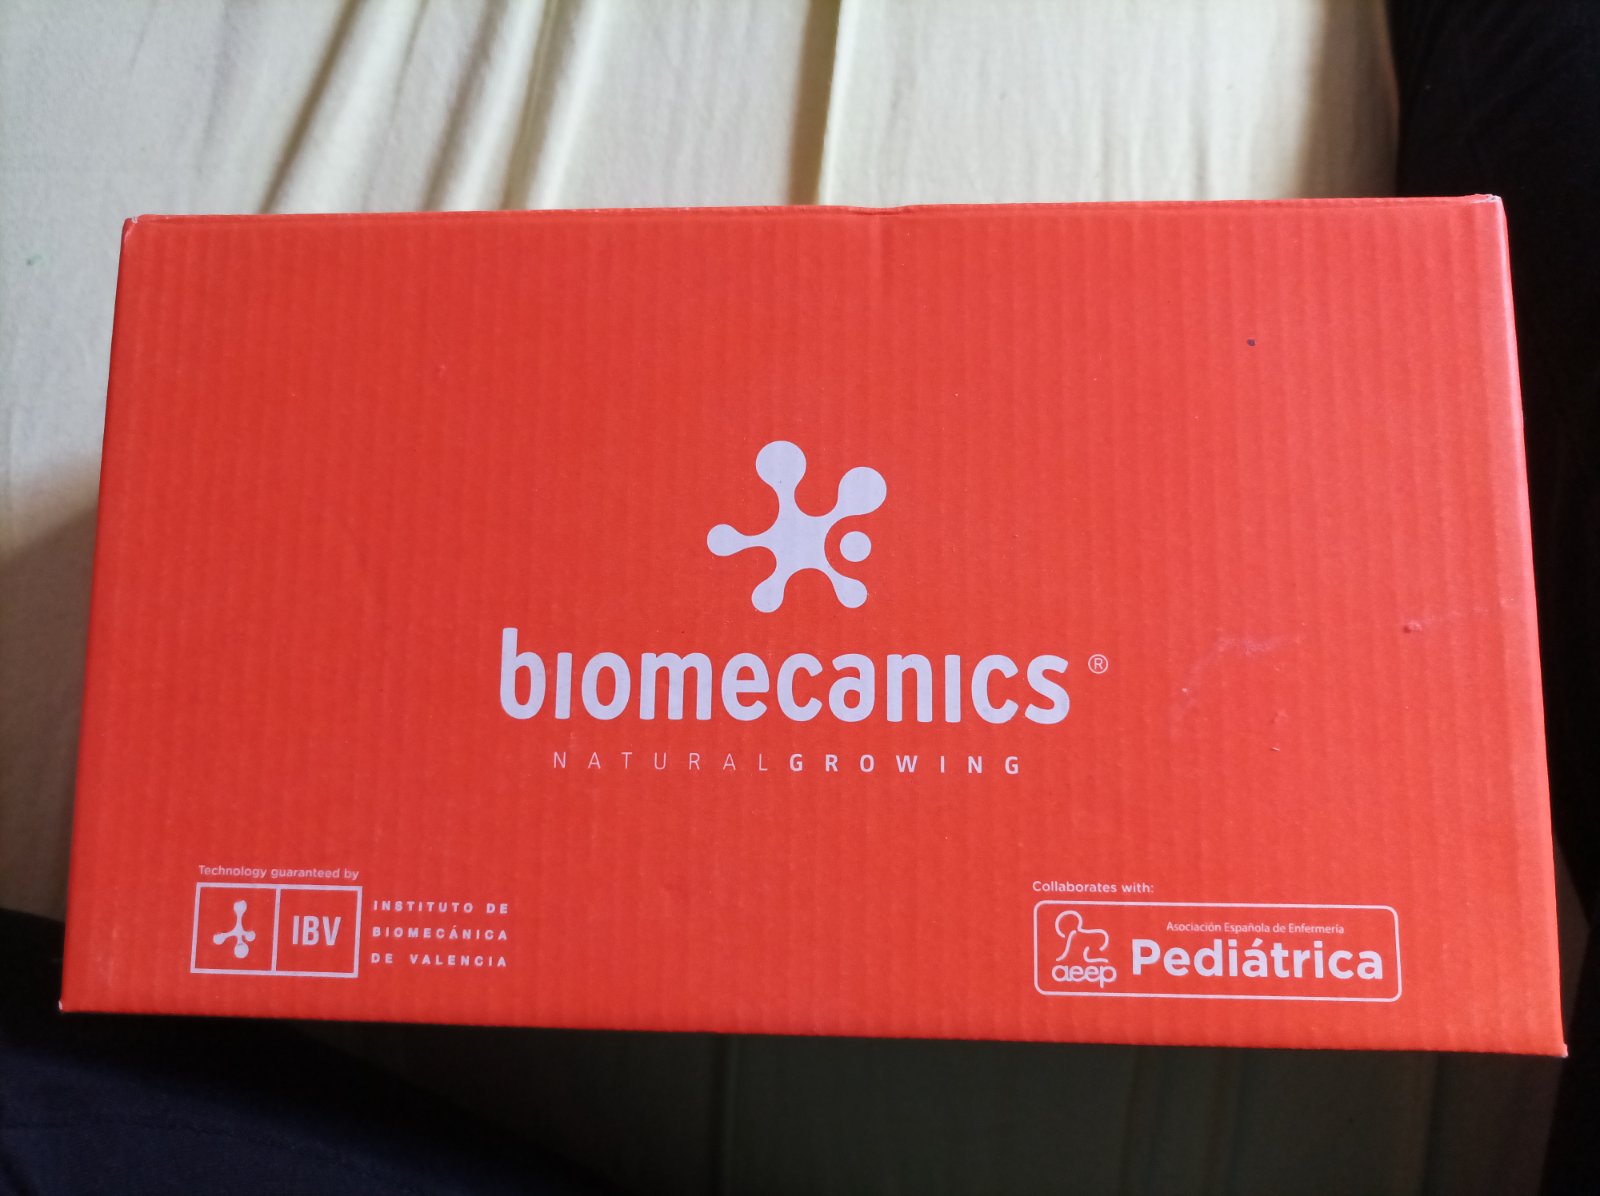 biomecanics®
NATURALGROWING
Technology guaranteed by
IBV
INSTITUTO DE
BIOMECÁNICA
DE VALENCIA
Collaborates with:
aeep
Asociación Española de Enfermería
Pediátrica